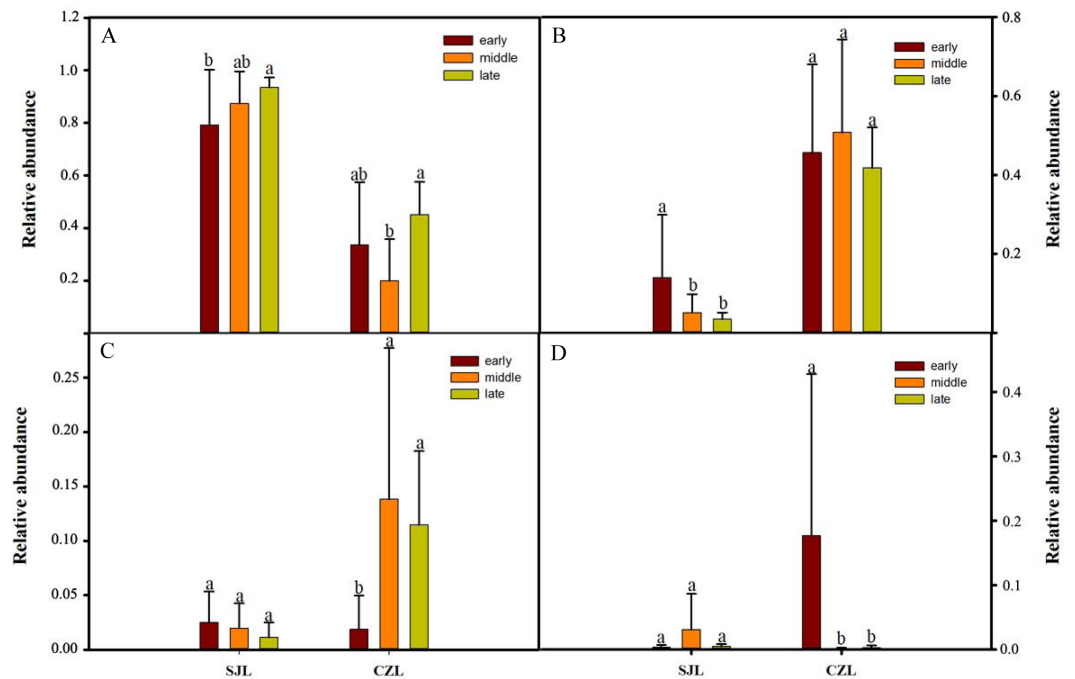 A
1.2
1.0
0.8
0.6
0.4
0.2
Relative abundance
early
middle
late
b ab a
ab b a
B
0.8
0.6
0.4
0.2
Relative abundance
early
middle
late
a b b
a a a
C
0.25
0.20
0.15
0.10
0.05
0.00
Relative abundance
early
middle
late
a a a
b a a
SJL CZL
D
0.4
0.3
0.2
0.1
0.0
Relative abundance
early
middle
late
a a a
a b b
SJL CZL